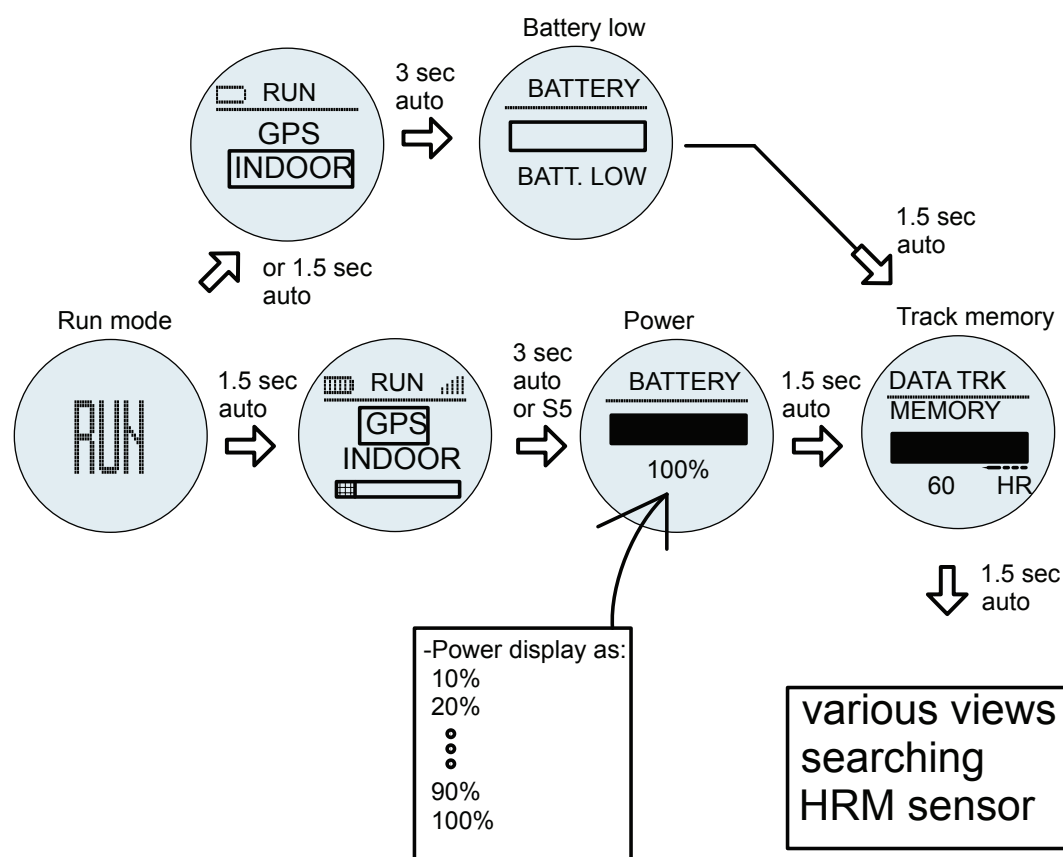 Battery low
RUN
GPS
INDOOR
3 sec
auto
BATTERY
BATT. LOW
1.5 sec
auto
or 1.5 sec
auto
Run mode
RUN
1.5 sec
auto
RUN
GPS
INDOOR
3 sec
auto
or S5
Power
BATTERY
100%
1.5 sec
auto
Track memory
DATA TRK
MEMORY
60 HR
1.5 sec
auto
-Power display as:
10%
20%
90%
100%
various views
searching
HRM sensor